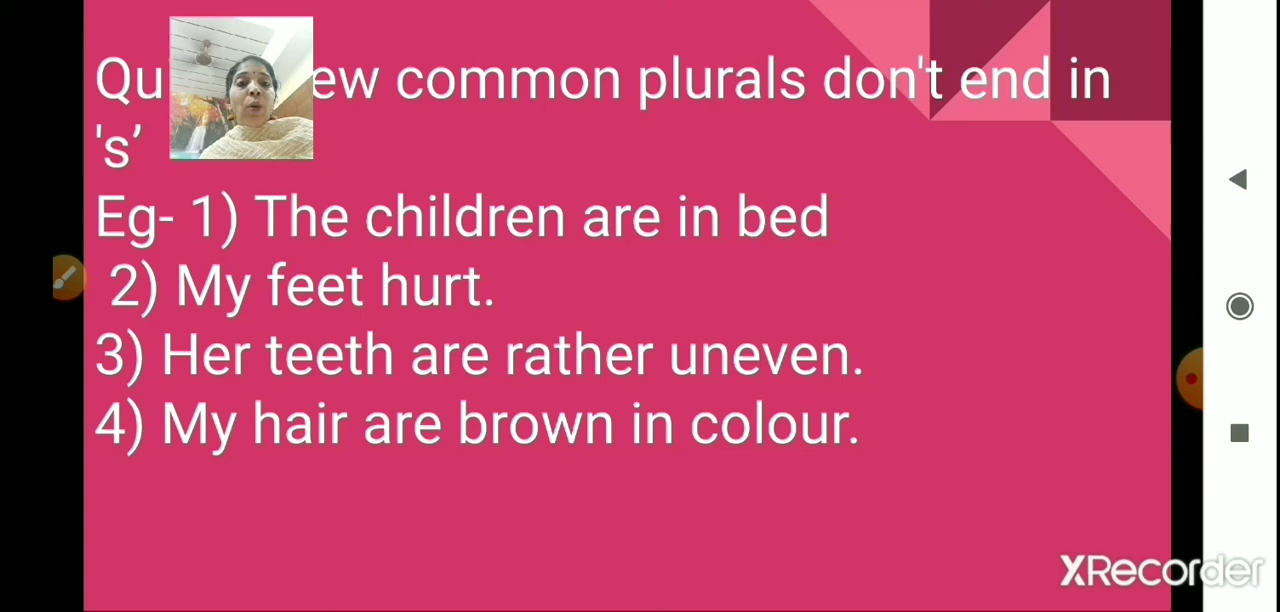 Qu ew common plurals don't end in
's’
Eg- 1) The children are in bed
2) My feet hurt.
3) Her teeth are rather uneven.
4) My hair are brown in colour.
XRecorder